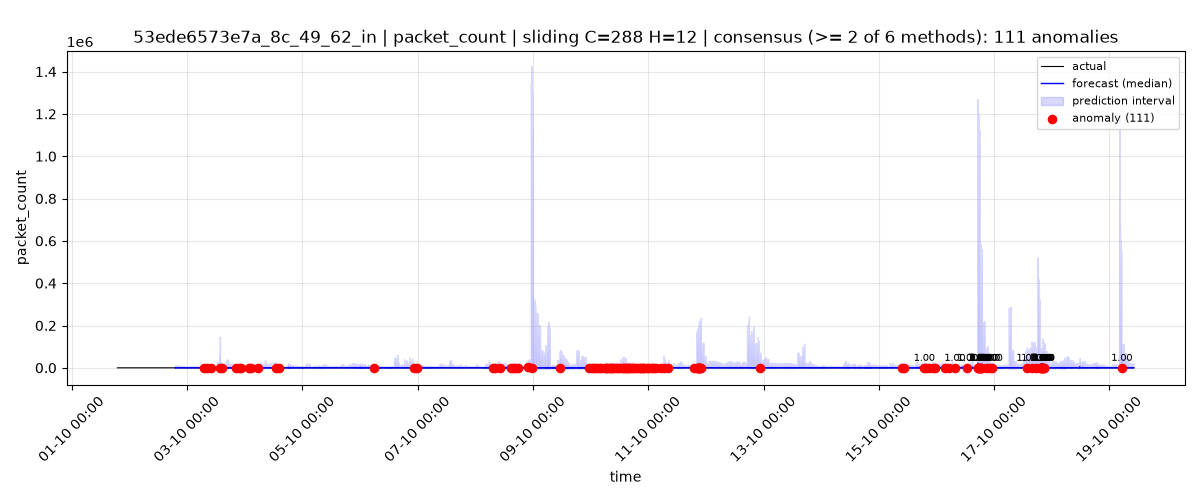 53ede6573e7a_8c_49_62_in | packet_count | sliding C=288 H=12 | consensus (>= 2 of 6 methods): 111 anomalies
1e6
1.4
1.2
1.0
0.8
0.6
0.4
0.2
0.0
packet_count
actual
forecast (median)
prediction interval
anomaly (111)
1.00
1.00
1.00
01-10 00:00
03-10 00:00
05-10 00:00
07-10 00:00
09-10 00:00
11-10 00:00
13-10 00:00
15-10 00:00
17-10 00:00
19-10 00:00
time